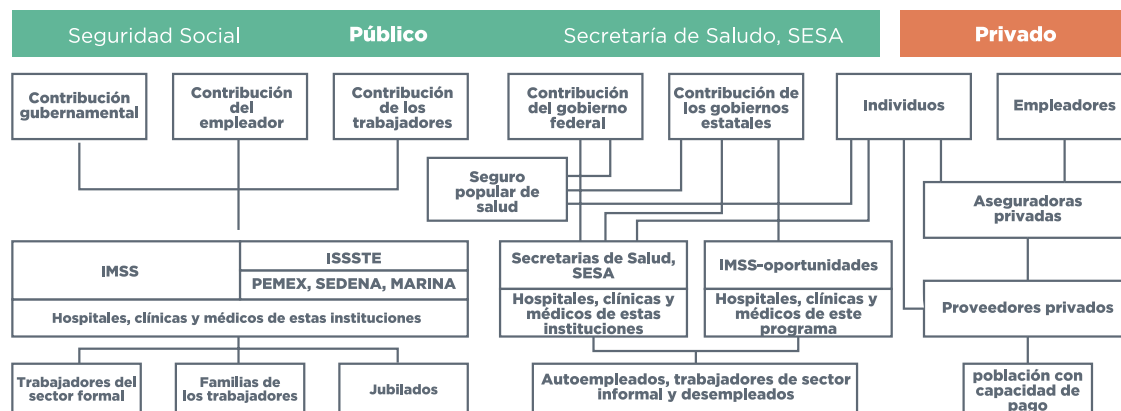 Seguridad Social
Público
Secretaría de Saludo, SESA
Privado
Contribución
gubernamental
Contribución
del
empleador
Contribución
de los
trabajadores
Contribución
del gobierno
federal
Contribución de
los gobiernos
estatales
Individuos
Empleadores
Seguro
popular de
salud
Aseguradoras
privadas
IMSS
ISSSTE
PEMEX, SEDENA, MARINA
Hospitales, clínicas y médicos de estas instituciones
Secretarias de Salud,
SESA
Hospitales, clínicas y
médicos de estas
instituciones
IMSS-oportunidades
Hospitales, clínicas y
médicos de este
programa
Proveedores privados
Trabajadores del
sector formal
Familias de
los trabajadores
Jubilados
Autoempleados, trabajadores de sector
informal y desempleados
población con
capacidad de
pago